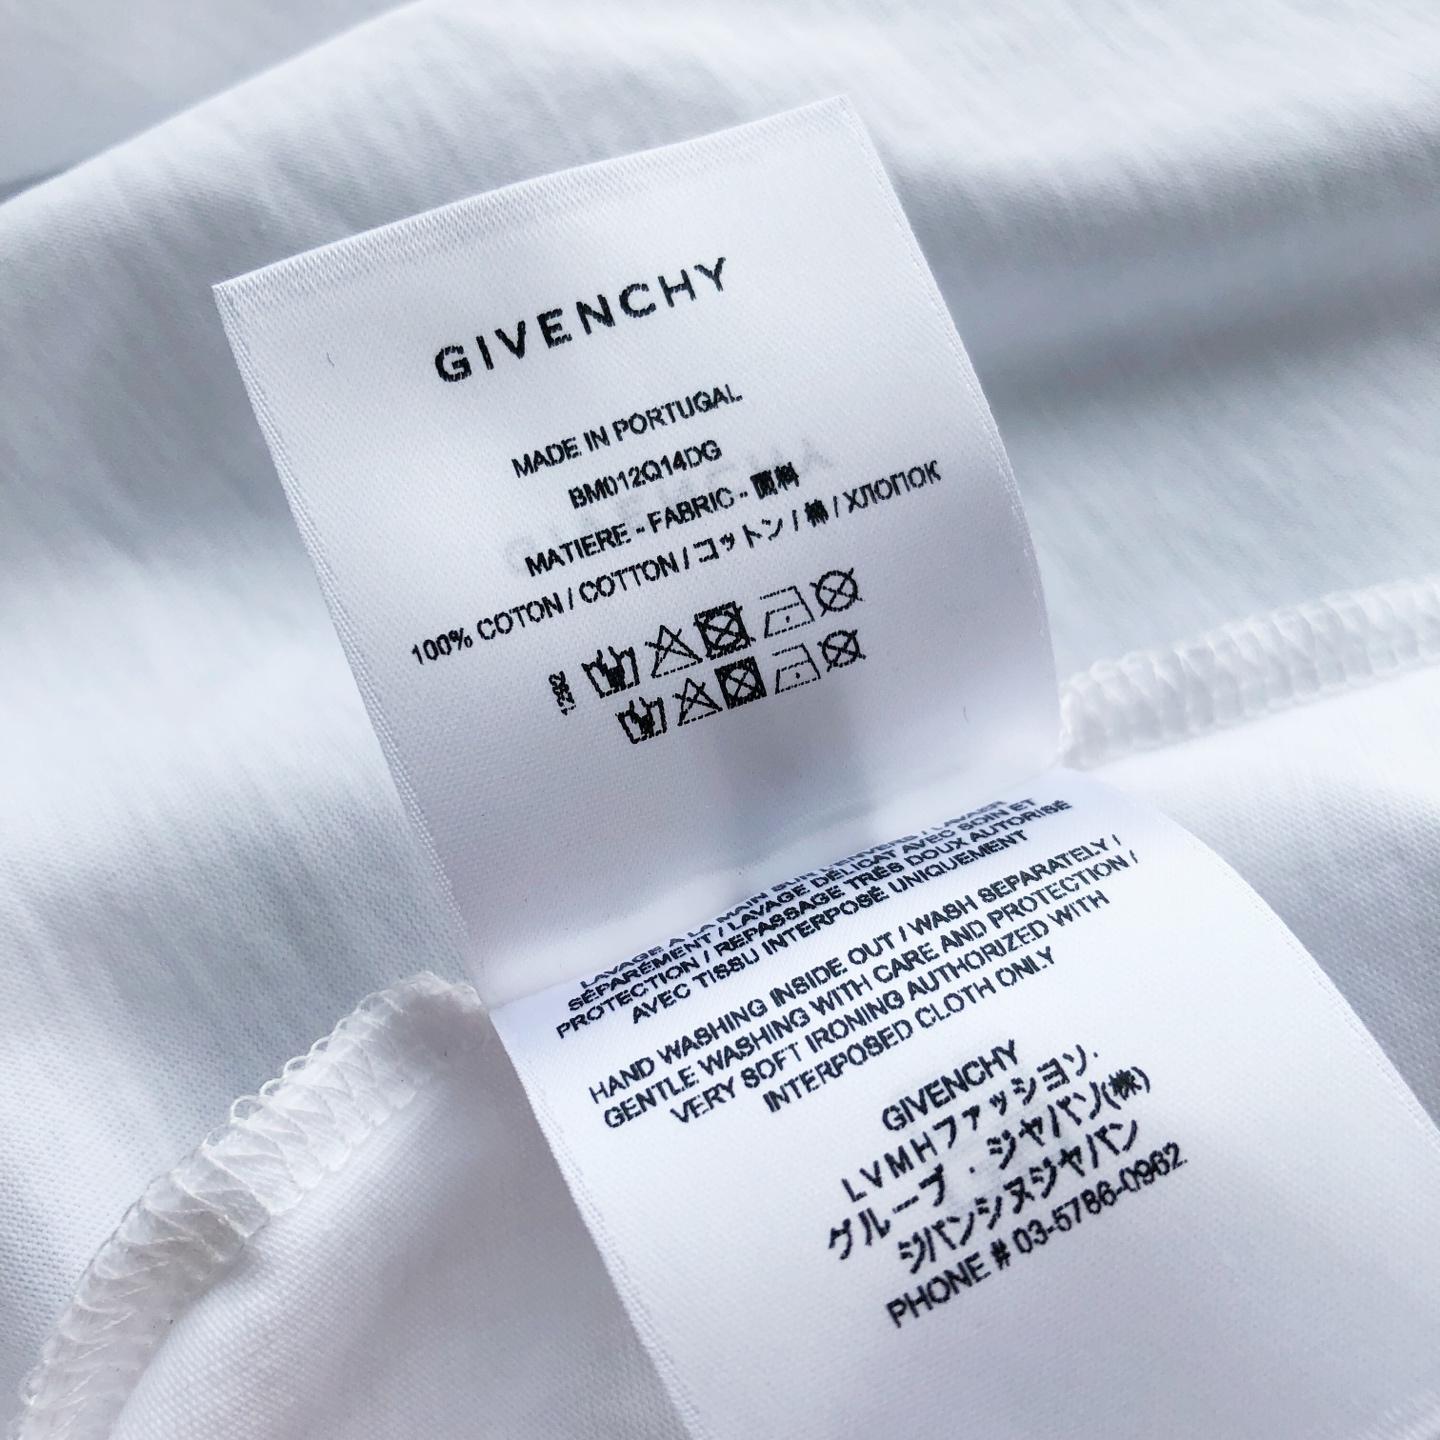 GIVENCHY
MADE IN PORTUGAL
BM012Q14DG
MATIERE - FABRIC - 面料
100% COTON / COTTON / コットン / 棉 / ХЛОПОК
1292
LAVAGE A LA MAIN SUR L'ENVERS / LAVAGE
SÉPARÉMENT / LAVAGE DÉLICAT AVEC SOIN ET
PROTECTION / REPASSAGE TRÈS DOUX AUTORISÉ
AVEC TISSU INTERPOSÉ UNIQUEMENT
HAND WASHING INSIDE OUT / WASH SEPARATELY /
GENTLE WASHING WITH CARE AND PROTECTION /
VERY SOFT IRONING AUTHORIZED WITH
INTERPOSED CLOTH ONLY
GIVENCHY
LVMHファッション.
グループ・ジャパン(株)
ジバンシヌジャパン
PHONE # 03-5786-0962